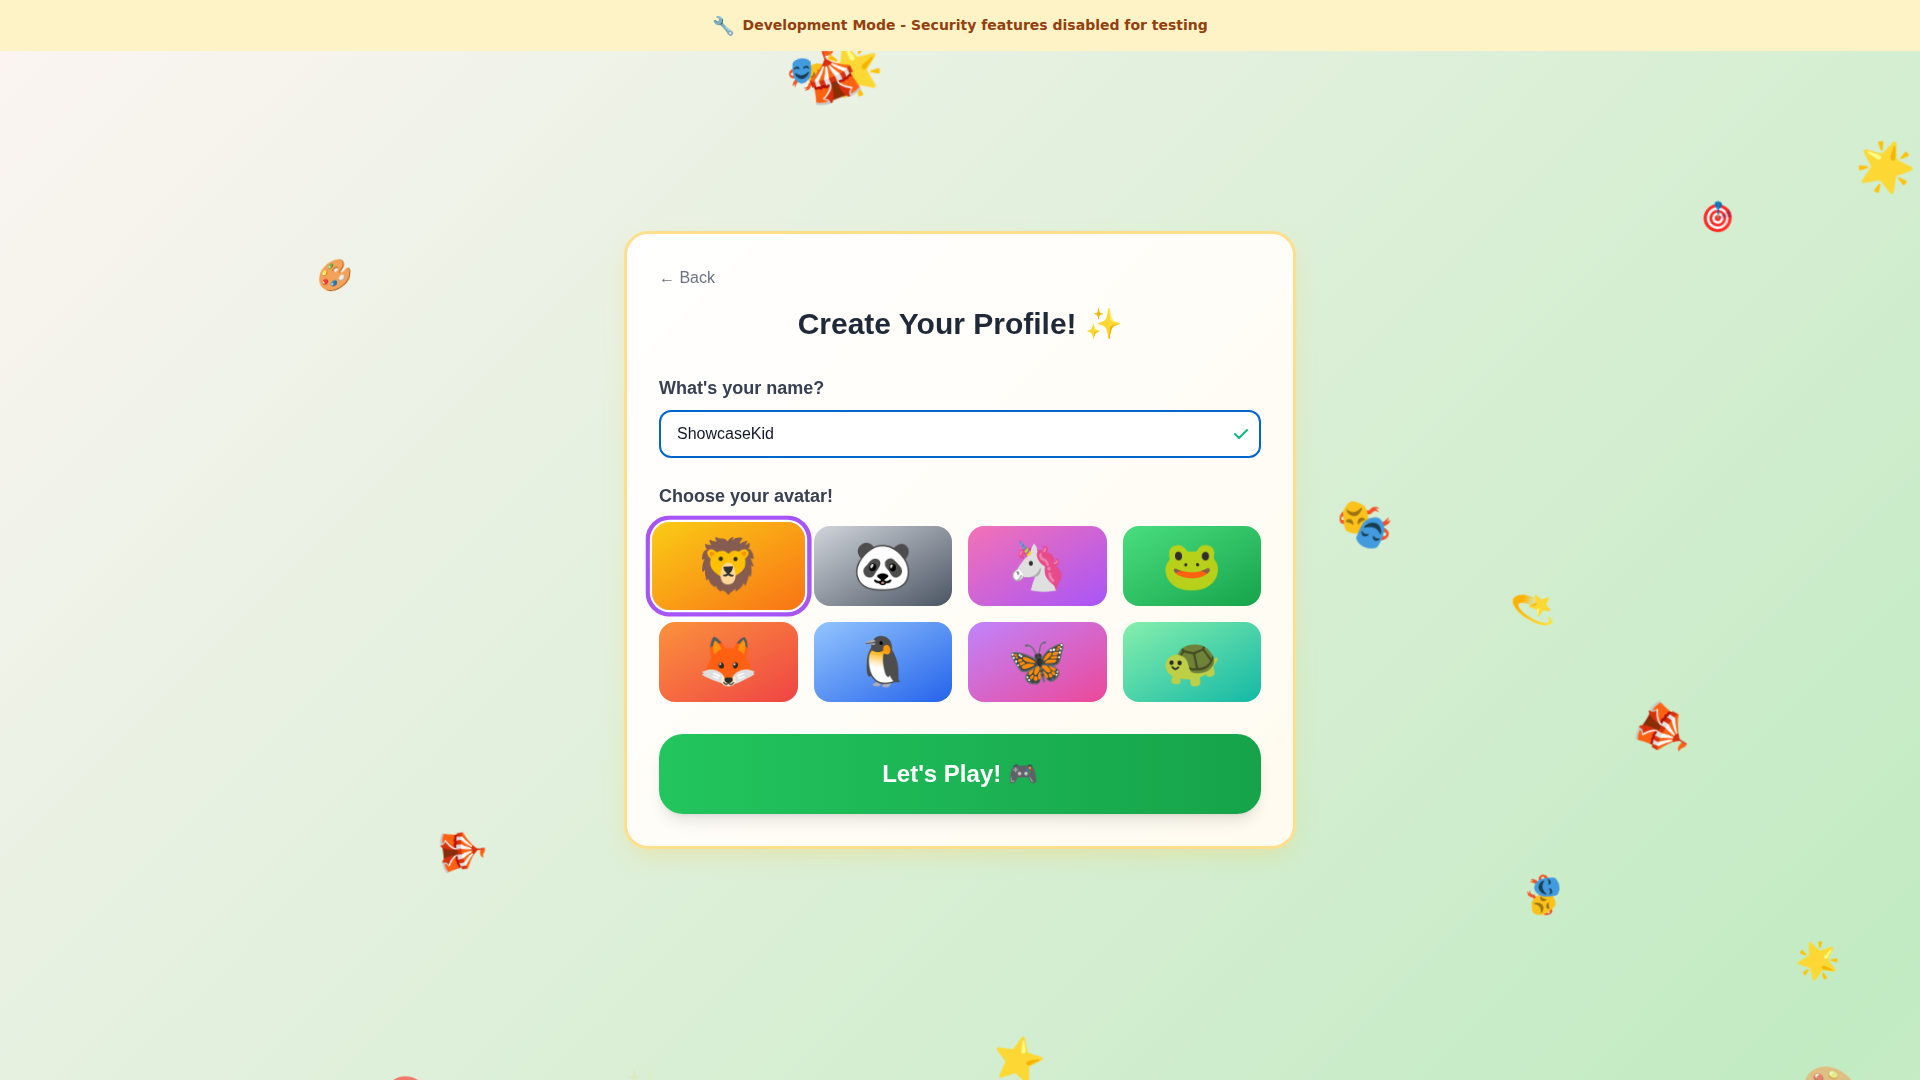 Development Mode - Security features disabled for testing
← Back
Create Your Profile!
What's your name?
ShowcaseKid
Choose your avatar!
Let's Play!